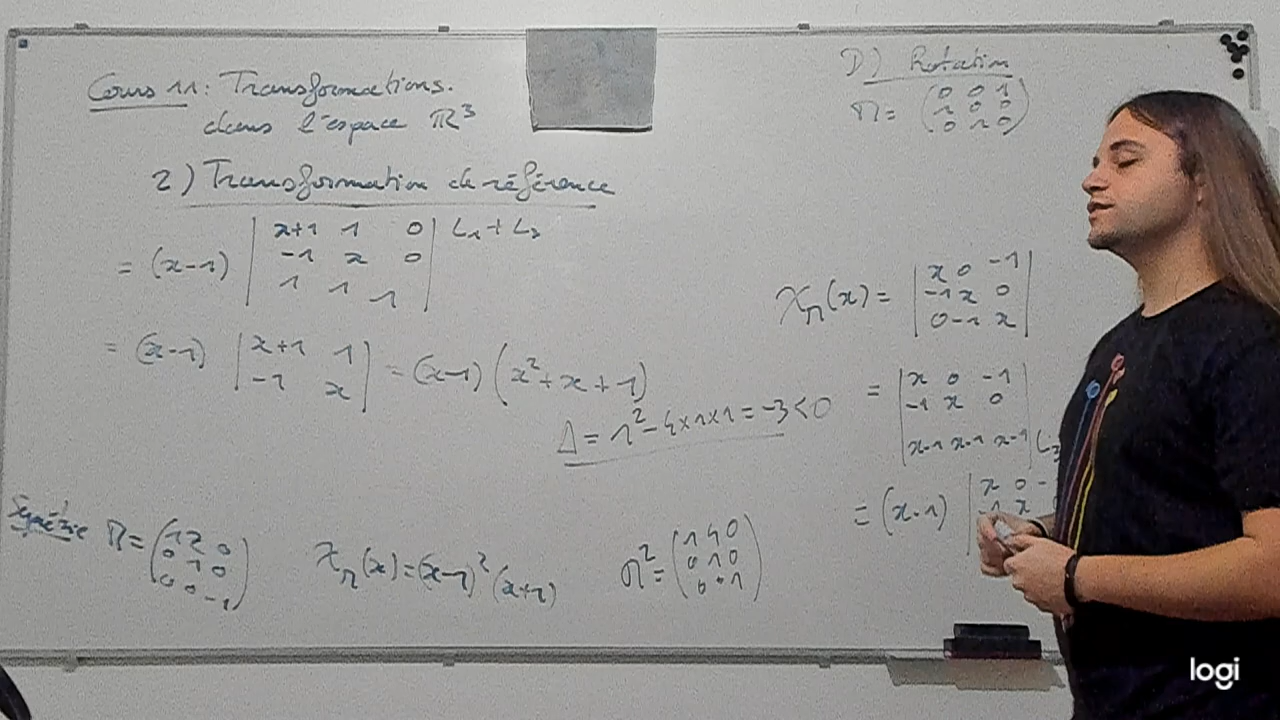 Cours 11: Transformations.
dans l'espace ℝ³
2) Transformation de référence
= (x-1) | x+1 1 0 | L₁+L₃
| -1 x 0 |
| 1 1 1 |
= (x-1) | x+1 1 | = (x-1) (x²+x+1)
| -1 x |
Δ = 1²-4×1×1 = -3 < 0
Symétrie M = ( 1 2 0 ) χ_M(x) = (x-1)² (x+1) M² = ( 1 4 0 )
( 0 1 0 ) ( 0 1 0 )
( 0 0 -1 ) ( 0 0 1 )
D) Rotation
M = ( 0 0 1 )
( 1 0 0 )
( 0 1 0 )
χ_M(x) = | x 0 -1 |
| -1 x 0 |
| 0 -1 x |
= | x 0 -1 |
| -1 x 0 |
| x-1 x-1 x-1 | L₃
= (x-1) | x 0 -
-1 x
logi